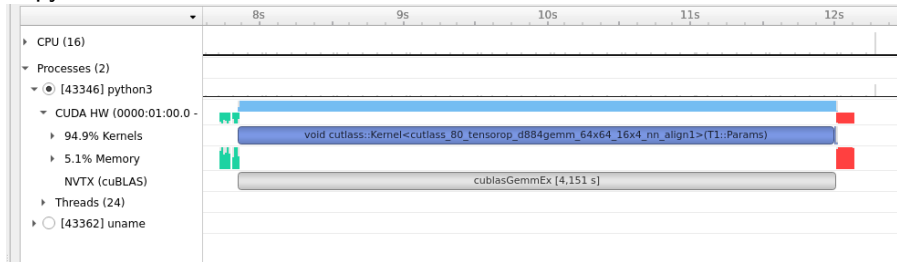 8s 9s 10s 11s 12s
CPU (16)
Processes (2)
[43346] python3
CUDA HW (0000:01:00.0 -
94.9% Kernels
void cutlass::Kernel<cutlass_80_tensorop_d884gemm_64x64_16x4_nn_align1>(T1::Params)
5.1% Memory
NVTX (cuBLAS)
cublasGemmEx [4,151 s]
Threads (24)
[43362] uname